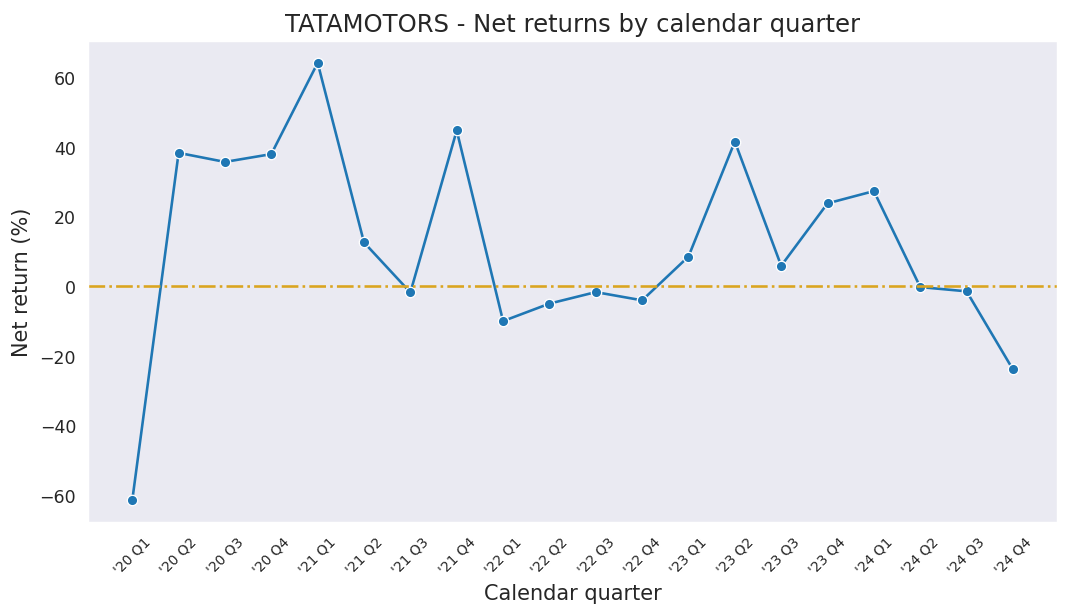 TATAMOTORS - Net returns by calendar quarter
Net return (%)
60
40
20
0
−20
−40
−60
'20 Q1
'20 Q2
'20 Q3
'20 Q4
'21 Q1
'21 Q2
'21 Q3
'21 Q4
'22 Q1
'22 Q2
'22 Q3
'22 Q4
'23 Q1
'23 Q2
'23 Q3
'23 Q4
'24 Q1
'24 Q2
'24 Q3
'24 Q4
Calendar quarter